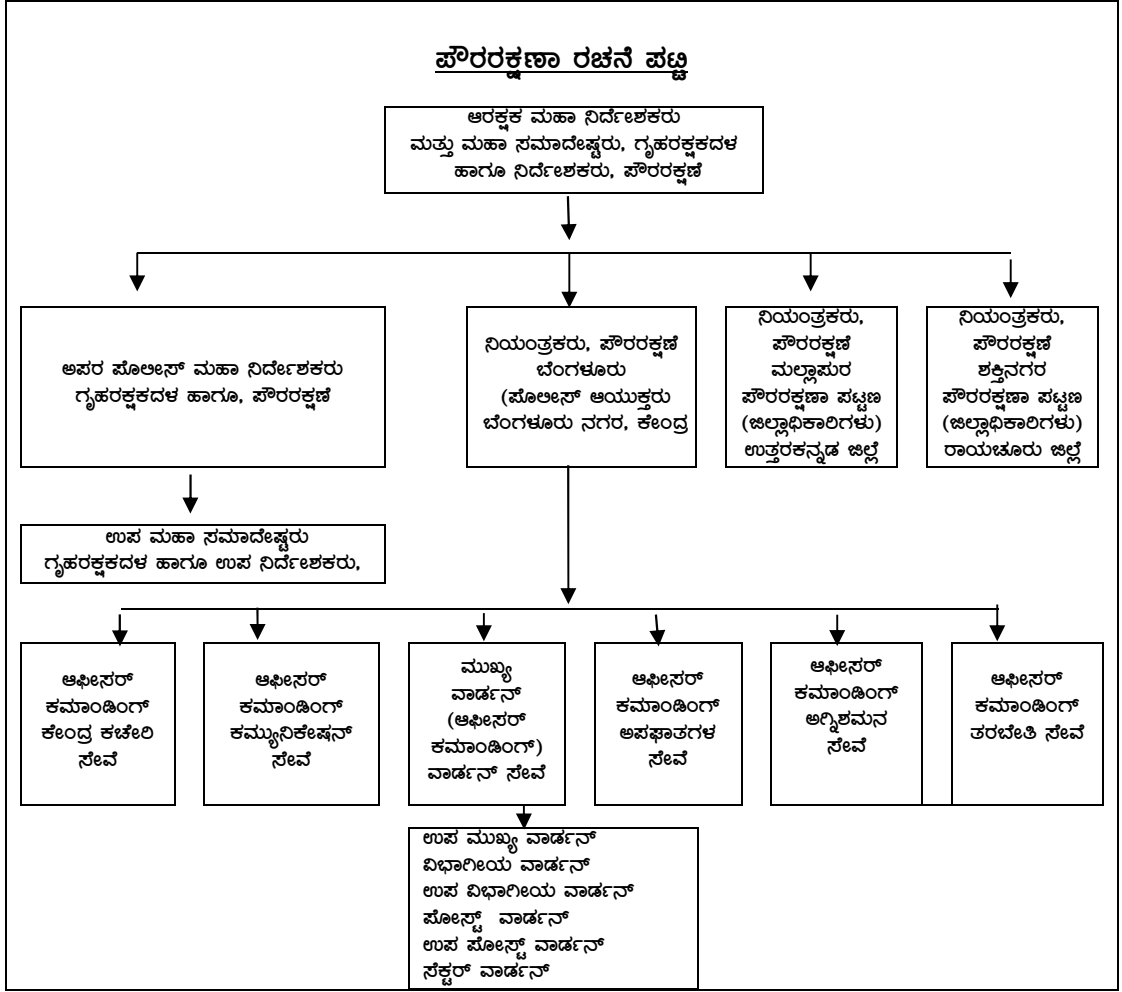 ಪೌರರಕ್ಷಣಾ ರಚನೆ ಪಟ್ಟಿ
ಆರಕ್ಷಕ ಮಹಾ ನಿರ್ದೇಶಕರು
ಮತ್ತು ಮಹಾ ಸಮಾದೇಷ್ಟರು, ಗೃಹರಕ್ಷಕದಳ
ಹಾಗೂ ನಿರ್ದೇಶಕರು, ಪೌರರಕ್ಷಣೆ
ಅಪರ ಪೊಲೀಸ್ ಮಹಾ ನಿರ್ದೇಶಕರು
ಗೃಹರಕ್ಷಕದಳ ಹಾಗೂ, ಪೌರರಕ್ಷಣೆ
ನಿಯಂತ್ರಕರು, ಪೌರರಕ್ಷಣೆ
ಬೆಂಗಳೂರು
(ಪೊಲೀಸ್ ಆಯುಕ್ತರು
ಬೆಂಗಳೂರು ನಗರ, ಕೇಂದ್ರ
ನಿಯಂತ್ರಕರು,
ಪೌರರಕ್ಷಣೆ
ಮಲ್ಲಾಪುರ
ಪೌರರಕ್ಷಣಾ ಪಟ್ಟಣ
(ಜಿಲ್ಲಾಧಿಕಾರಿಗಳು)
ಉತ್ತರಕನ್ನಡ ಜಿಲ್ಲೆ
ನಿಯಂತ್ರಕರು,
ಪೌರರಕ್ಷಣೆ
ಶಕ್ತಿನಗರ
ಪೌರರಕ್ಷಣಾ ಪಟ್ಟಣ
(ಜಿಲ್ಲಾಧಿಕಾರಿಗಳು)
ರಾಯಚೂರು ಜಿಲ್ಲೆ
ಉಪ ಮಹಾ ಸಮಾದೇಷ್ಟರು
ಗೃಹರಕ್ಷಕದಳ ಹಾಗೂ ಉಪ ನಿರ್ದೇಶಕರು,
ಆಫೀಸರ್
ಕಮಾಂಡಿಂಗ್
ಕೇಂದ್ರ ಕಚೇರಿ
ಸೇವೆ
ಆಫೀಸರ್
ಕಮಾಂಡಿಂಗ್
ಕಮ್ಯುನಿಕೇಷನ್
ಸೇವೆ
ಮುಖ್ಯ
ವಾರ್ಡನ್
(ಆಫೀಸರ್
ಕಮಾಂಡಿಂಗ್)
ವಾರ್ಡನ್ ಸೇವೆ
ಆಫೀಸರ್
ಕಮಾಂಡಿಂಗ್
ಅಪಘಾತಗಳ
ಸೇವೆ
ಆಫೀಸರ್
ಕಮಾಂಡಿಂಗ್
ಅಗ್ನಿಶಮನ
ಸೇವೆ
ಆಫೀಸರ್
ಕಮಾಂಡಿಂಗ್
ತರಬೇತಿ ಸೇವೆ
ಉಪ ಮುಖ್ಯ ವಾರ್ಡನ್
ವಿಭಾಗೀಯ ವಾರ್ಡನ್
ಉಪ ವಿಭಾಗೀಯ ವಾರ್ಡನ್
ಪೋಸ್ಟ್ ವಾರ್ಡನ್
ಉಪ ಪೋಸ್ಟ್ ವಾರ್ಡನ್
ಸೆಕ್ಟರ್ ವಾರ್ಡನ್